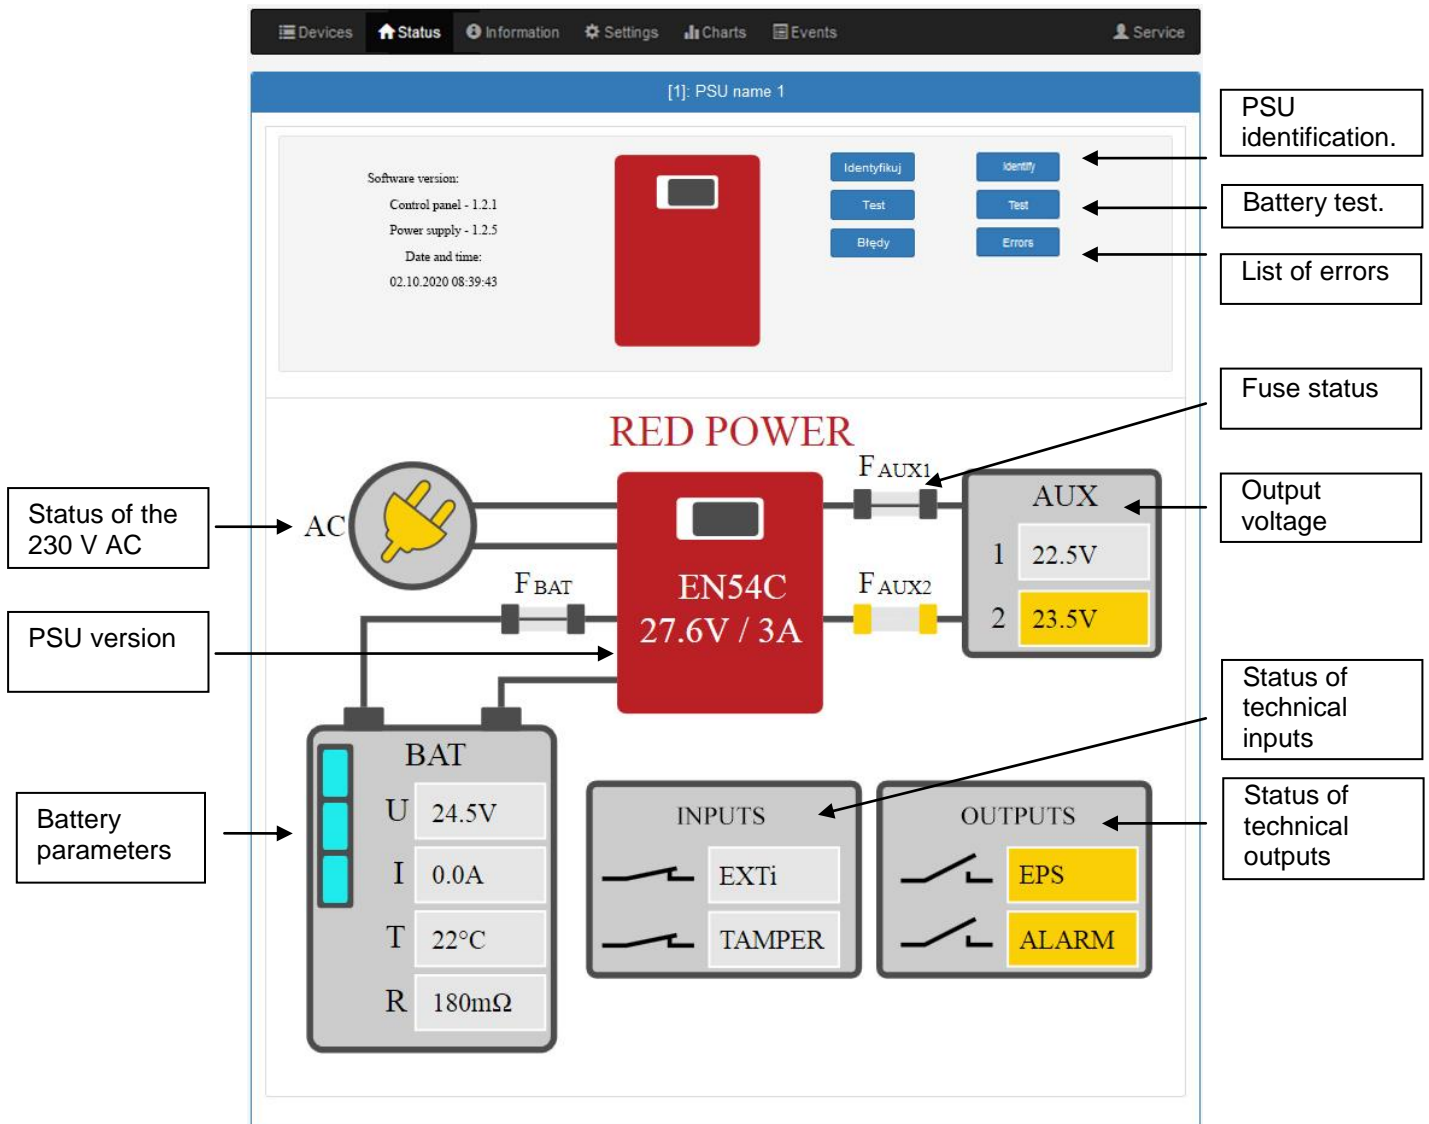 Devices Status Information Settings Charts Events Service
[1]: PSU name 1
Software version:
Control panel - 1.2.1
Power supply - 1.2.5
Date and time:
02.10.2020 08:39:43
Identyfikuj
Test
Błędy
Identify
Test
Errors
PSU
identification.
Battery test.
List of errors
Fuse status
RED POWER
Status of the
230 V AC
AC
F BAT
EN54C
27.6V / 3A
F AUX1
F AUX2
AUX
1 22.5V
2 23.5V
Output
voltage
PSU version
Battery
parameters
BAT
U 24.5V
I 0.0A
T 22°C
R 180mΩ
INPUTS
EXTi
TAMPER
OUTPUTS
EPS
ALARM
Status of
technical
inputs
Status of
technical
outputs